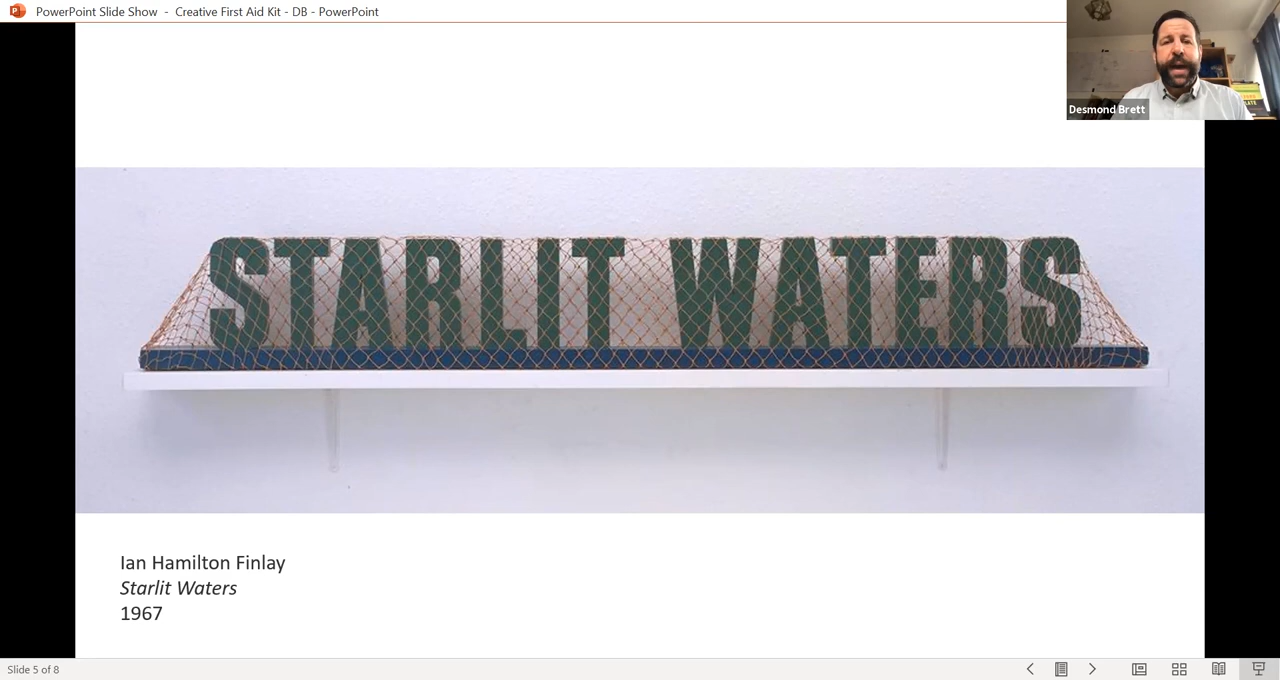 PowerPoint Slide Show - Creative First Aid Kit - DB - PowerPoint
Desmond Brett
STARLIT WATERS
Ian Hamilton Finlay
Starlit Waters
1967
Slide 5 of 8